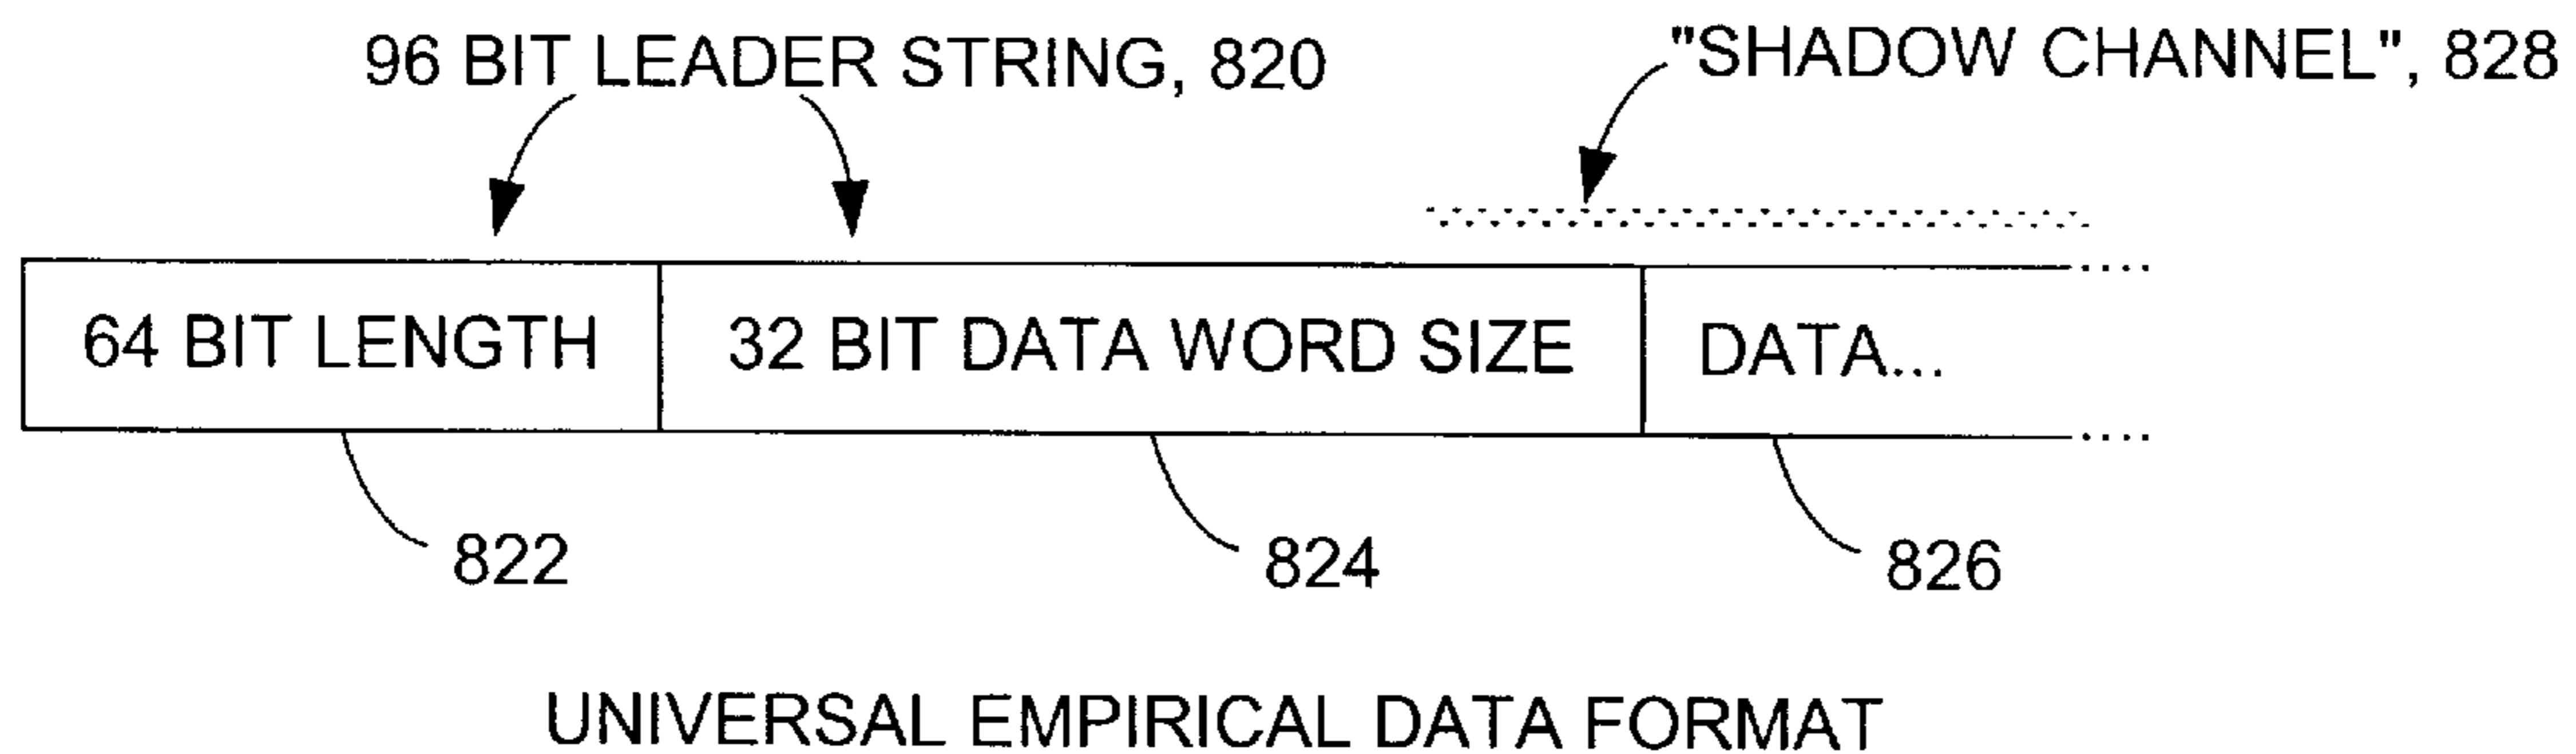 96 BIT LEADER STRING, 820
"SHADOW CHANNEL", 828
64 BIT LENGTH
32 BIT DATA WORD SIZE
DATA...
822
824
826
UNIVERSAL EMPIRICAL DATA FORMAT